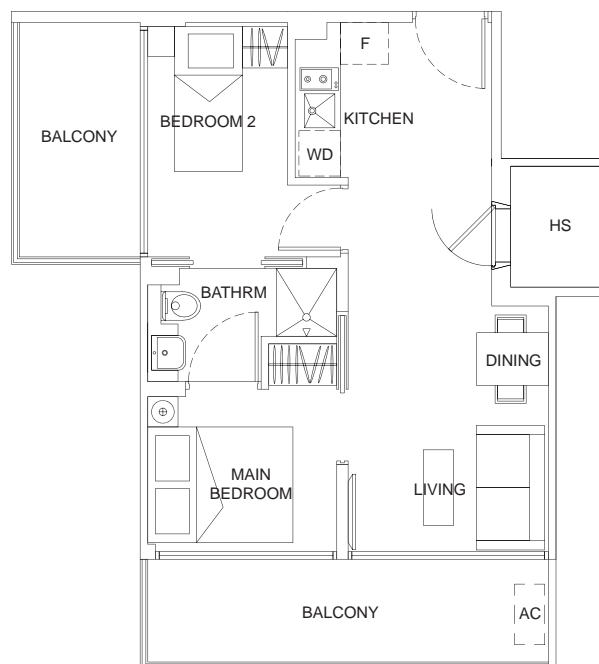 F
BEDROOM 2
KITCHEN
BALCONY
WD
HS
BATHRM
DINING
MAIN
BEDROOM
LIVING
BALCONY
AC